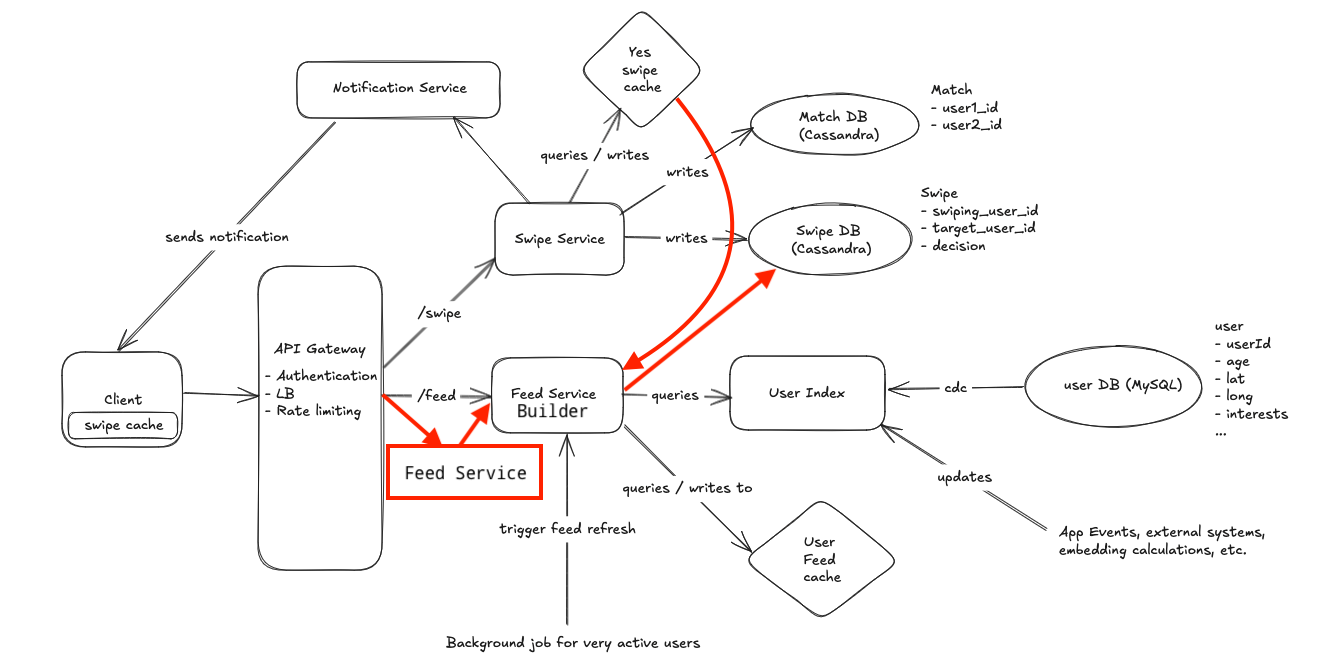 Yes
swipe
cache
Notification Service
Match
- user1_id
- user2_id
Match DB
(Cassandra)
queries / writes
writes
Swipe
- swiping_user_id
- target_user_id
- decision
sends notification
Swipe Service
writes
Swipe DB
(Cassandra)
/swipe
API Gateway
- Authentication
- LB
- Rate limiting
Client
swipe cache
/feed
Feed Service
Builder
queries
User Index
cdc
user DB (MySQL)
user
- userId
- age
- lat
- long
- interests
...
Feed Service
queries / writes to
updates
trigger feed refresh
User
Feed
cache
App Events, external systems,
embedding calculations, etc.
Background job for very active users